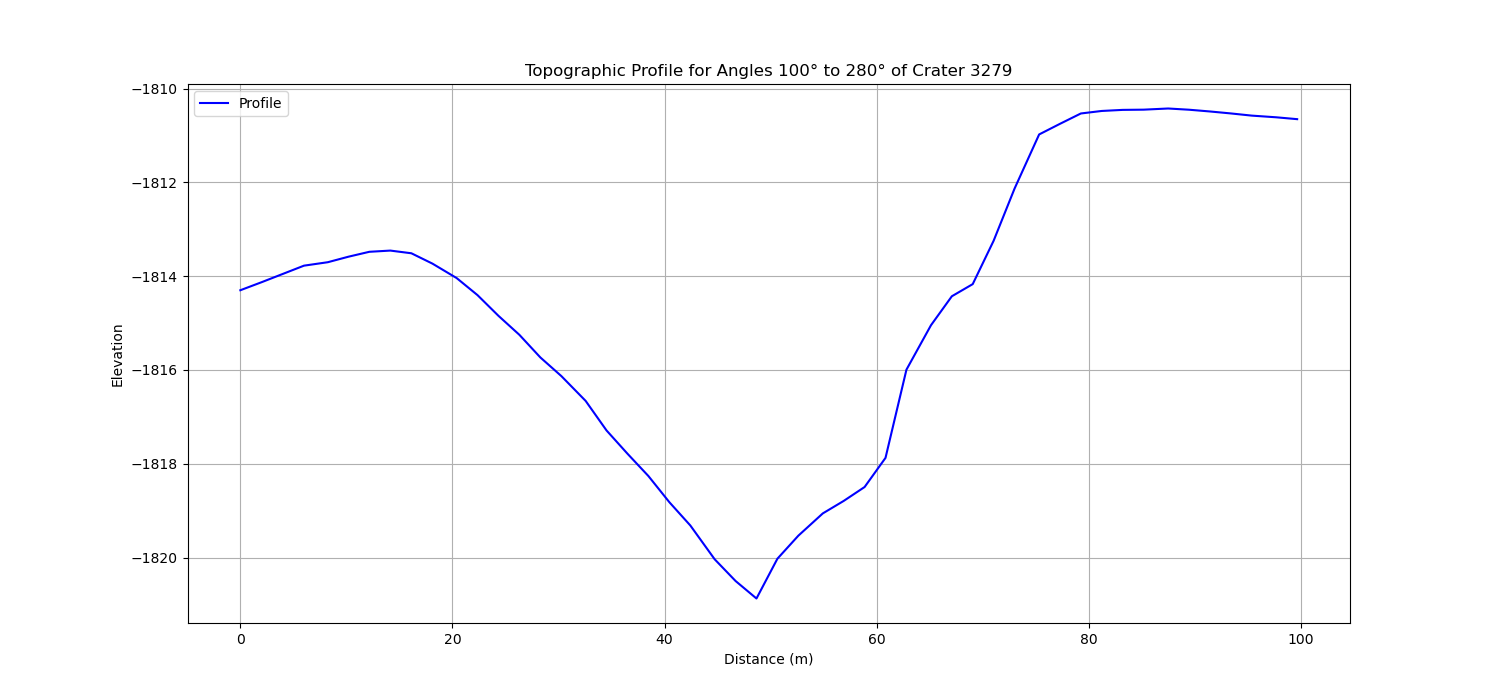 Topographic Profile for Angles 100° to 280° of Crater 3279
Profile
−1810
−1812
−1814
−1816
−1818
−1820
Elevation
0 20 40 60 80 100
Distance (m)